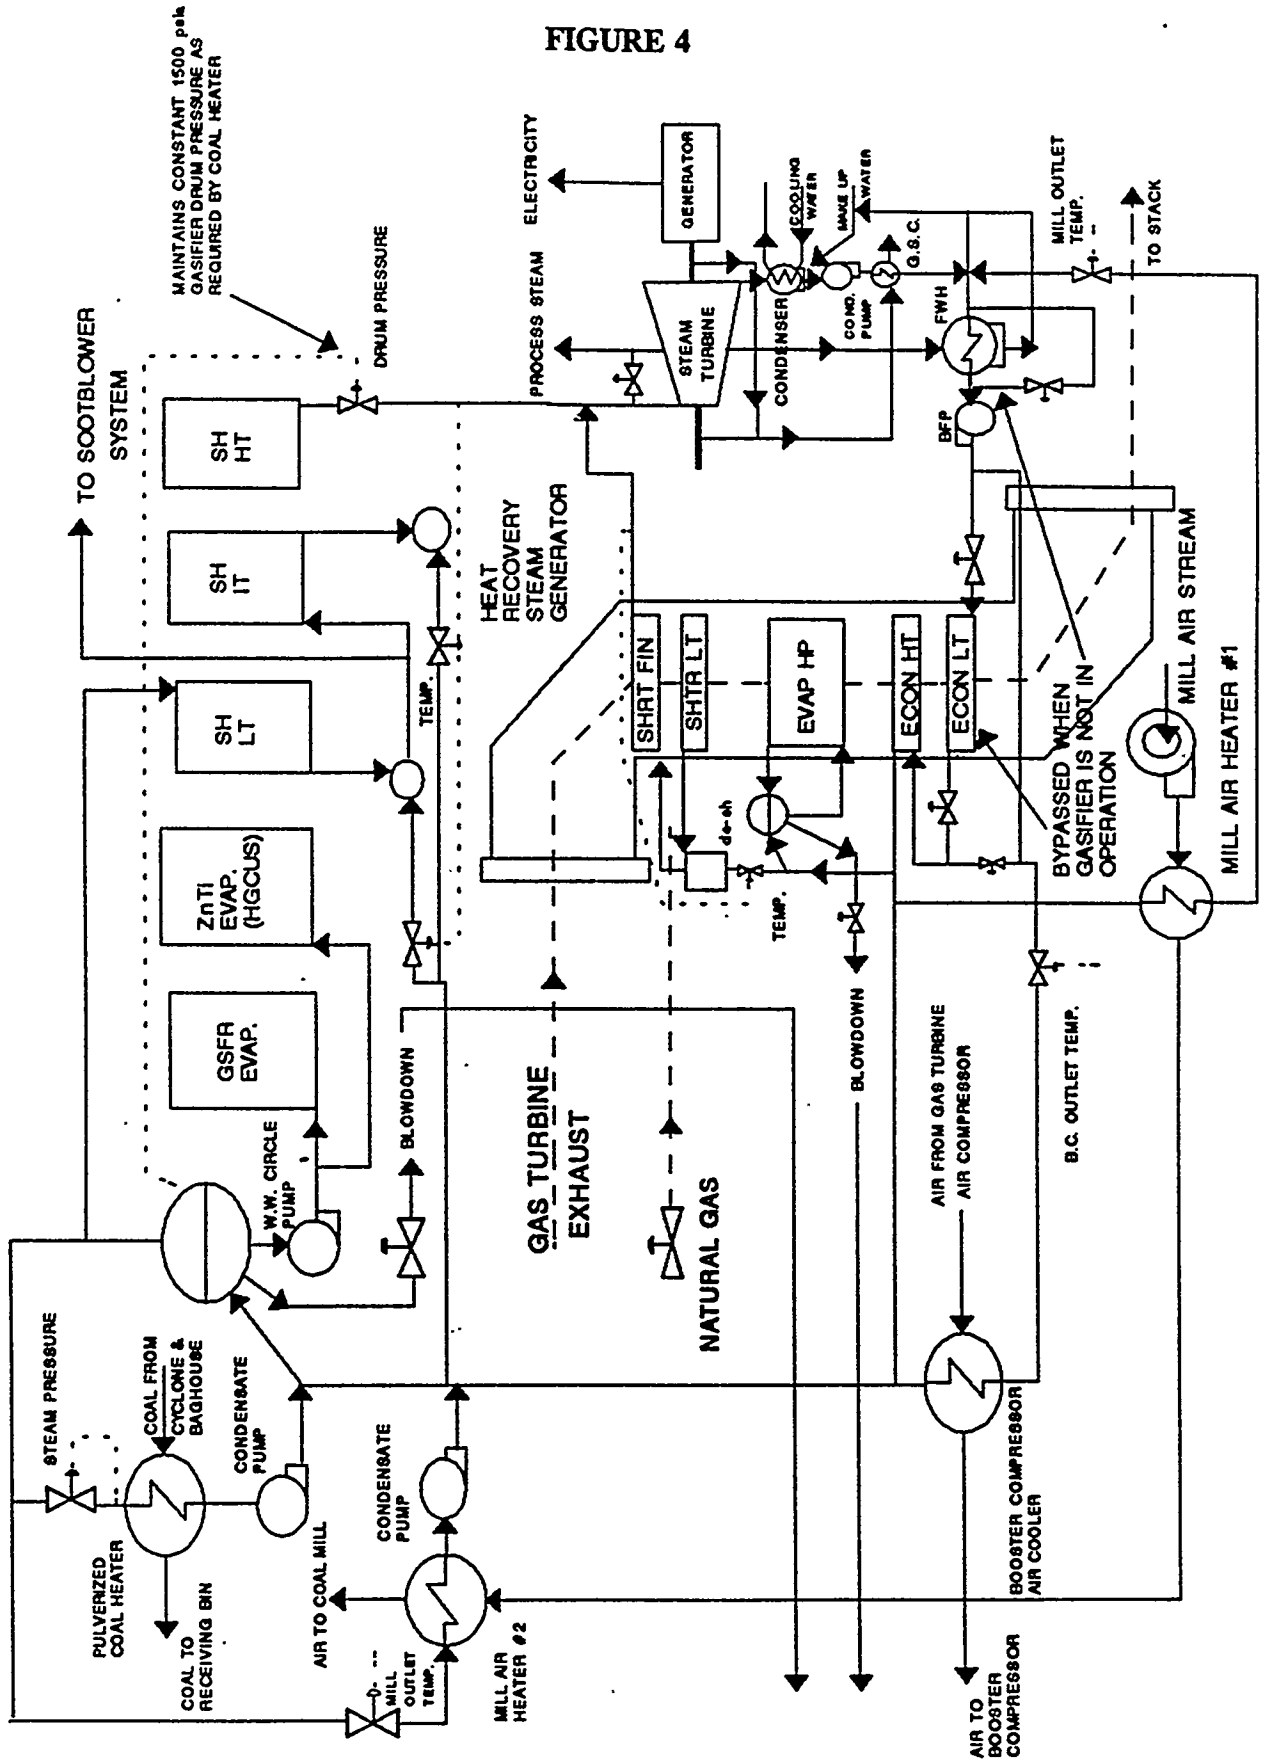 FIGURE 4
MAINTAINS CONSTANT 1500 psia
GASIFIER DRUM PRESSURE AS
REQUIRED BY COAL HEATER
TO SOOTBLOWER
SYSTEM
DRUM PRESSURE
SH
HT
SH
IT
SH
LT
ZnTi
EVAP.
(HGCUS)
GSFR
EVAP.
W.W. CIRCLE
PUMP
TEMP.
BLOWDOWN
STEAM PRESSURE
COAL FROM
CYCLONE &
BAGHOUSE
CONDENSATE
PUMP
PULVERIZED
COAL HEATER
COAL TO
RECEIVING BIN
AIR TO COAL MILL
CONDENSATE
PUMP
MILL
OUTLET
TEMP.
MILL AIR
HEATER #2
ELECTRICITY
PROCESS STEAM
GENERATOR
STEAM
TURBINE
COOLING
WATER
MAKE UP
WATER
CONDENSER
COND.
PUMP
G.S.C.
FWH
BFP
MILL OUTLET
TEMP.
TO STACK
HEAT
RECOVERY
STEAM
GENERATOR
SHRT FIN
SHTR LT
EVAP HP
ECON HT
ECON LT
de-sh
TEMP.
BYPASSED WHEN
GASIFIER IS NOT IN
OPERATION
MILL AIR STREAM
MILL AIR HEATER #1
GAS TURBINE
EXHAUST
NATURAL GAS
BLOWDOWN
AIR FROM GAS TURBINE
AIR COMPRESSOR
B.C. OUTLET TEMP.
BOOSTER COMPRESSOR
AIR COOLER
AIR TO
BOOSTER
COMPRESSOR